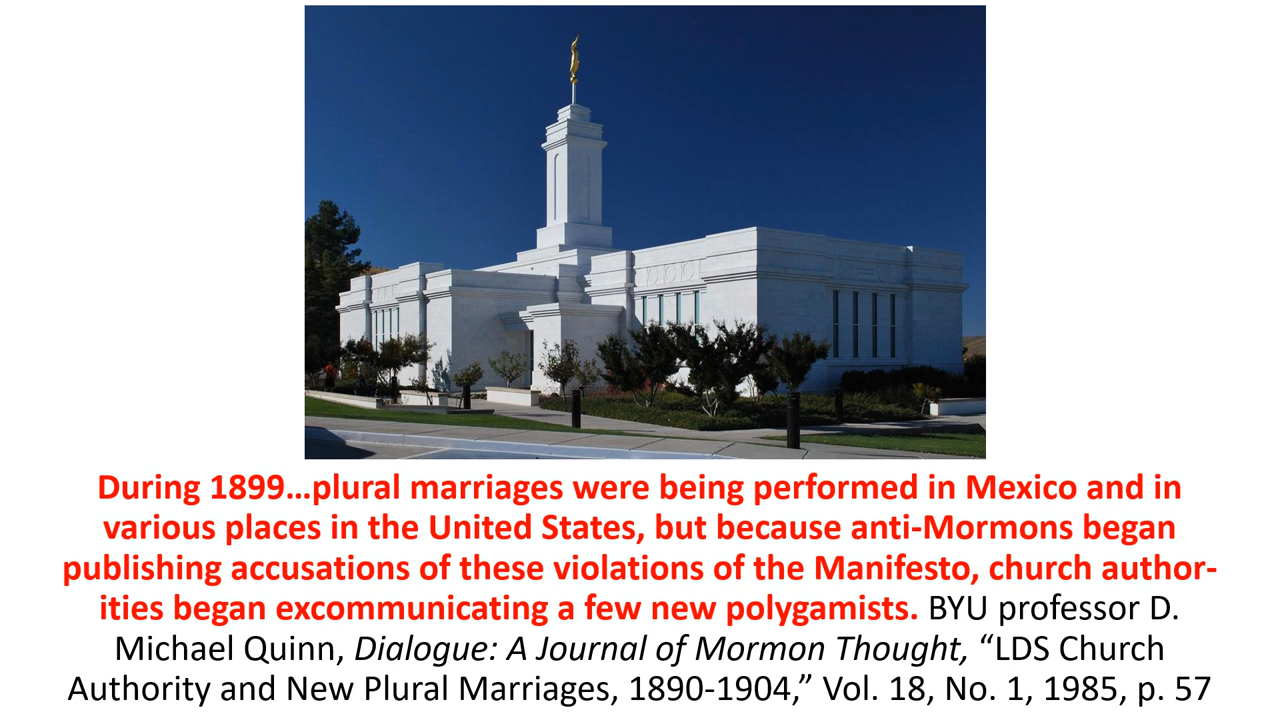 During 1899…plural marriages were being performed in Mexico and in
various places in the United States, but because anti-Mormons began
publishing accusations of these violations of the Manifesto, church author-
ities began excommunicating a few new polygamists. BYU professor D.
Michael Quinn, Dialogue: A Journal of Mormon Thought, “LDS Church
Authority and New Plural Marriages, 1890-1904,” Vol. 18, No. 1, 1985, p. 57